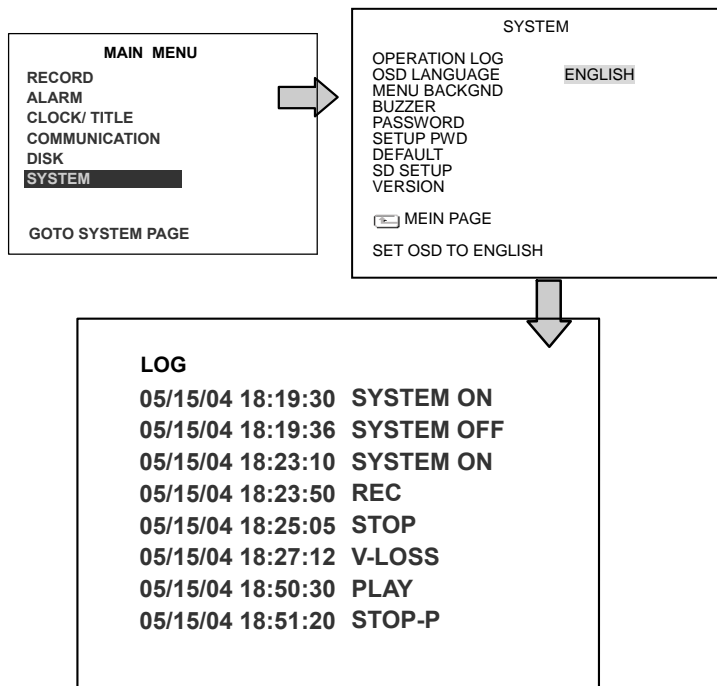 MAIN MENU
RECORD
ALARM
CLOCK/ TITLE
COMMUNICATION
DISK
SYSTEM
GOTO SYSTEM PAGE
SYSTEM
OPERATION LOG
OSD LANGUAGE ENGLISH
MENU BACKGND
BUZZER
PASSWORD
SETUP PWD
DEFAULT
SD SETUP
VERSION
MEIN PAGE
SET OSD TO ENGLISH
LOG
05/15/04 18:19:30 SYSTEM ON
05/15/04 18:19:36 SYSTEM OFF
05/15/04 18:23:10 SYSTEM ON
05/15/04 18:23:50 REC
05/15/04 18:25:05 STOP
05/15/04 18:27:12 V-LOSS
05/15/04 18:50:30 PLAY
05/15/04 18:51:20 STOP-P